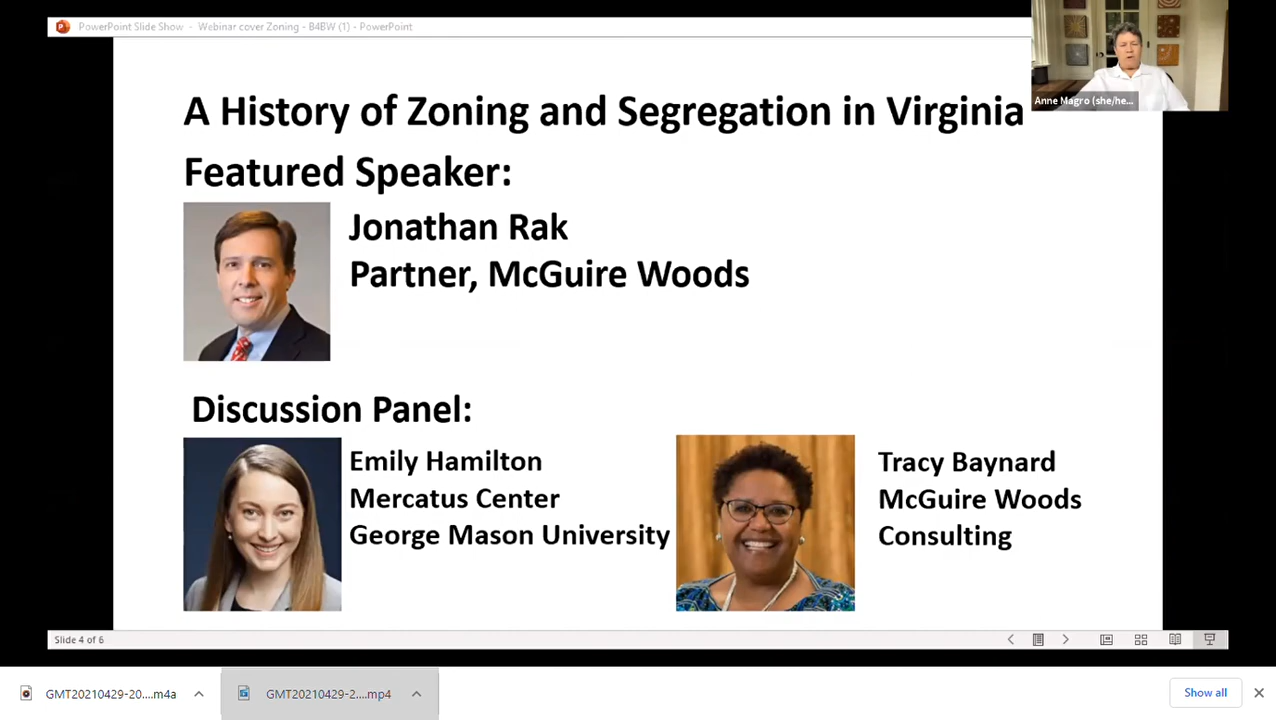 PowerPoint Slide Show - Webinar cover Zoning - B4BW (1) - PowerPoint
Anne Magro (she/he...
A History of Zoning and Segregation in Virginia
Featured Speaker:
Jonathan Rak
Partner, McGuire Woods
Discussion Panel:
Emily Hamilton
Mercatus Center
George Mason University
Tracy Baynard
McGuire Woods
Consulting
Slide 4 of 6
GMT20210429-20....m4a
GMT20210429-2....mp4
Show all